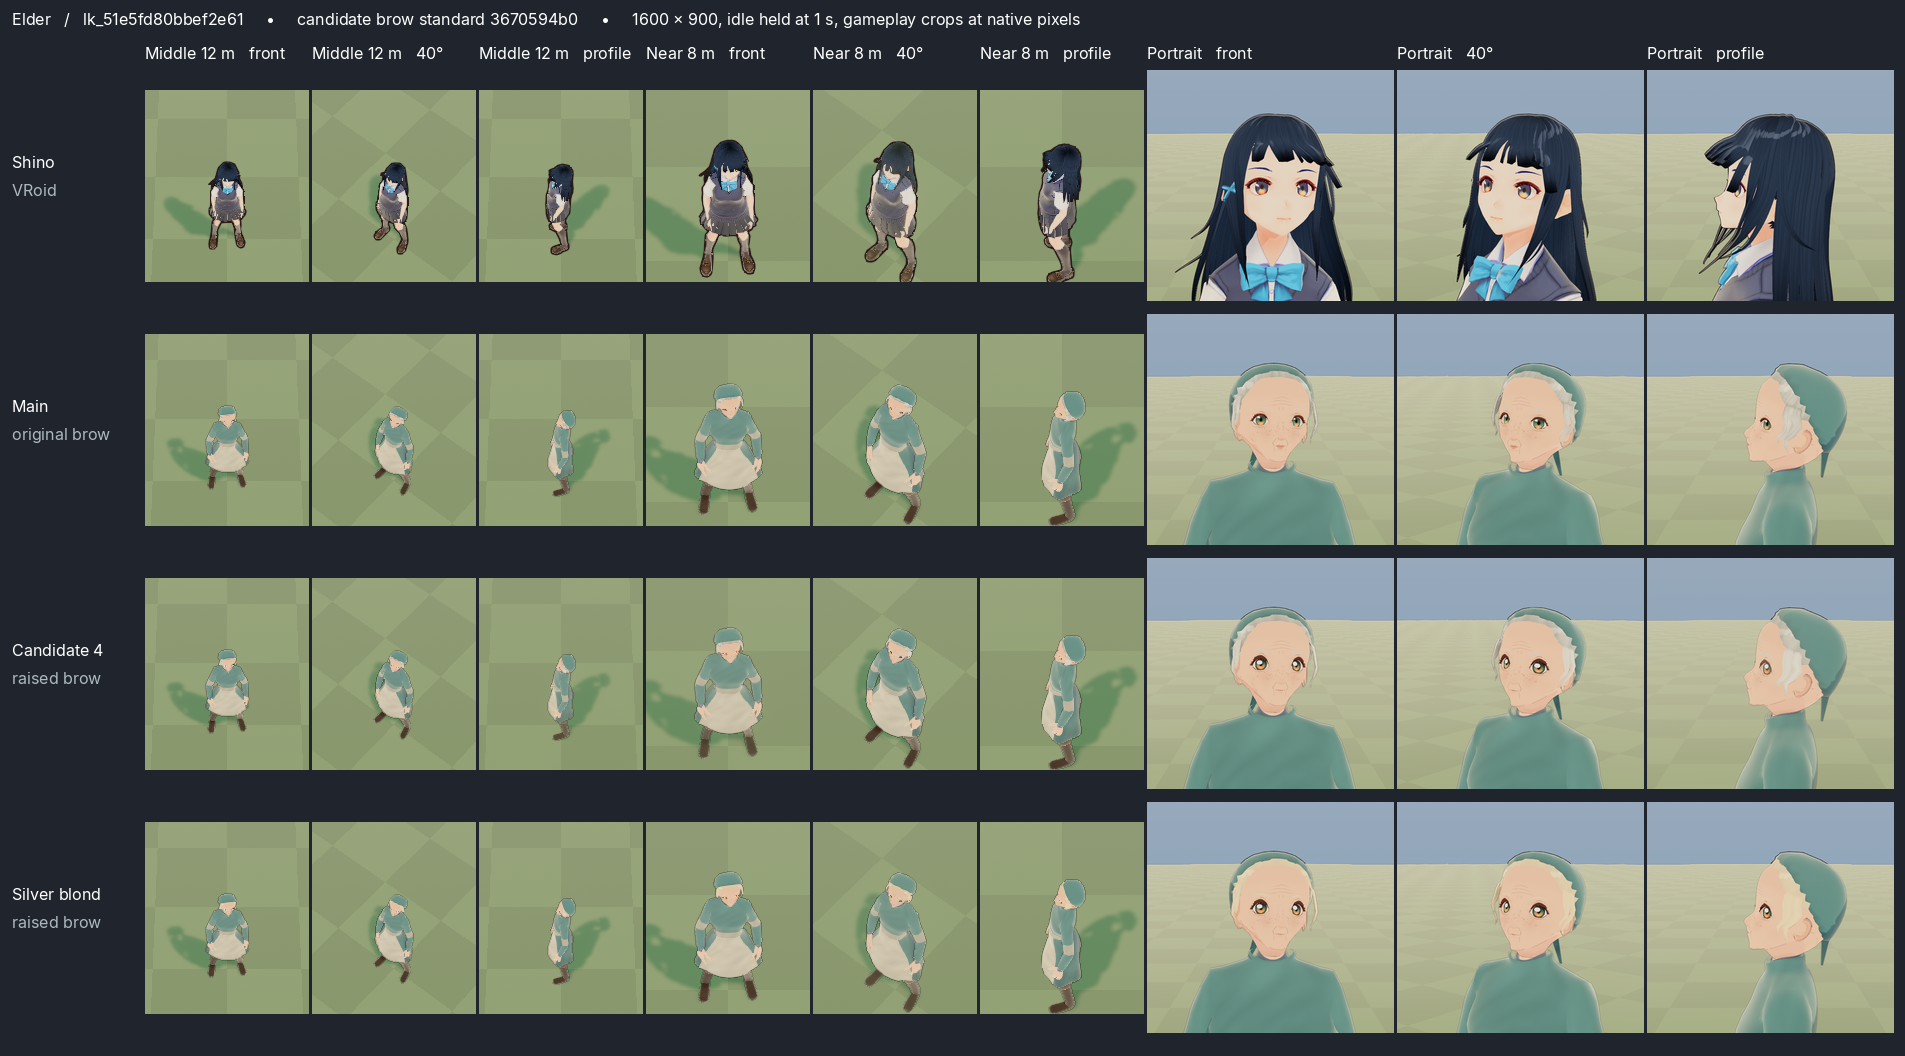 Elder / lk_51e5fd80bbef2e61 • candidate brow standard 3670594b0 • 1600 × 900, idle held at 1 s, gameplay crops at native pixels
Middle 12 m front Middle 12 m 40° Middle 12 m profile Near 8 m front Near 8 m 40° Near 8 m profile Portrait front Portrait 40° Portrait profile
Shino
VRoid
Main
original brow
Candidate 4
raised brow
Silver blond
raised brow